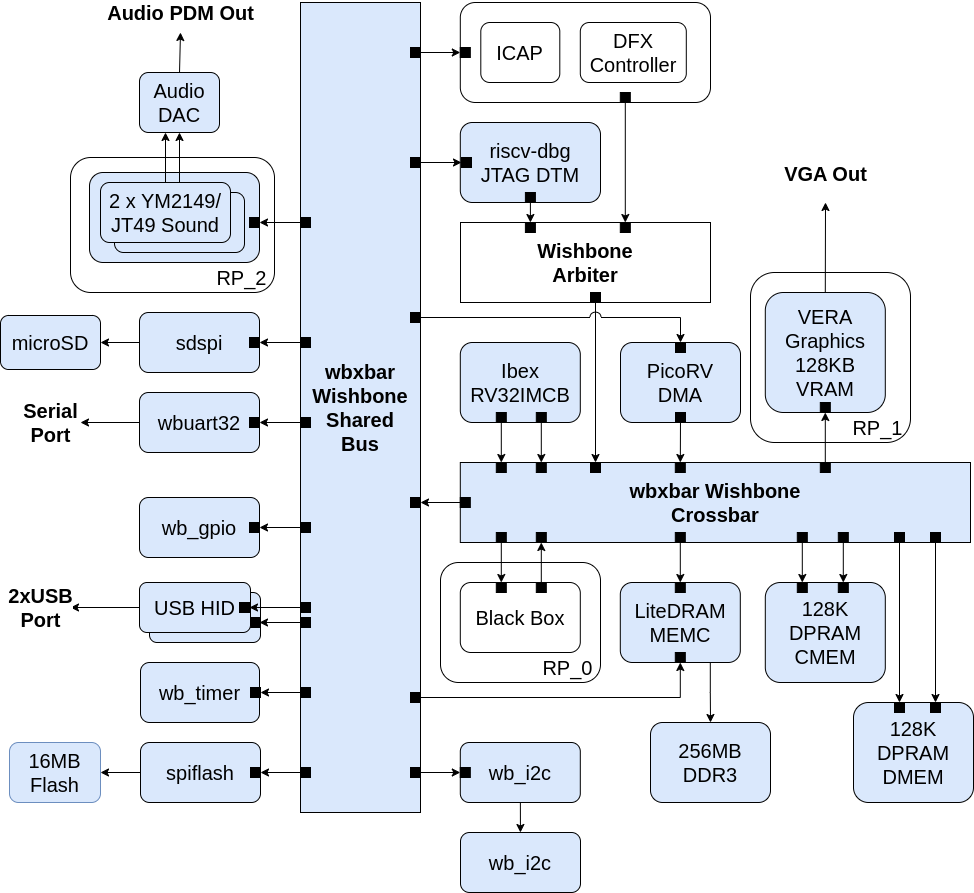 Audio PDM Out
Audio
DAC
2 x YM2149/
JT49 Sound
RP_2
microSD
sdspi
Serial
Port
wbuart32
wb_gpio
2xUSB
Port
USB HID
wb_timer
16MB
Flash
spiflash
wbxbar
Wishbone
Shared
Bus
ICAP
DFX
Controller
riscv-dbg
JTAG DTM
Wishbone
Arbiter
VGA Out
VERA
Graphics
128KB
VRAM
RP_1
Ibex
RV32IMCB
PicoRV
DMA
wbxbar Wishbone
Crossbar
Black Box
RP_0
LiteDRAM
MEMC
128K
DPRAM
CMEM
256MB
DDR3
128K
DPRAM
DMEM
wb_i2c
wb_i2c